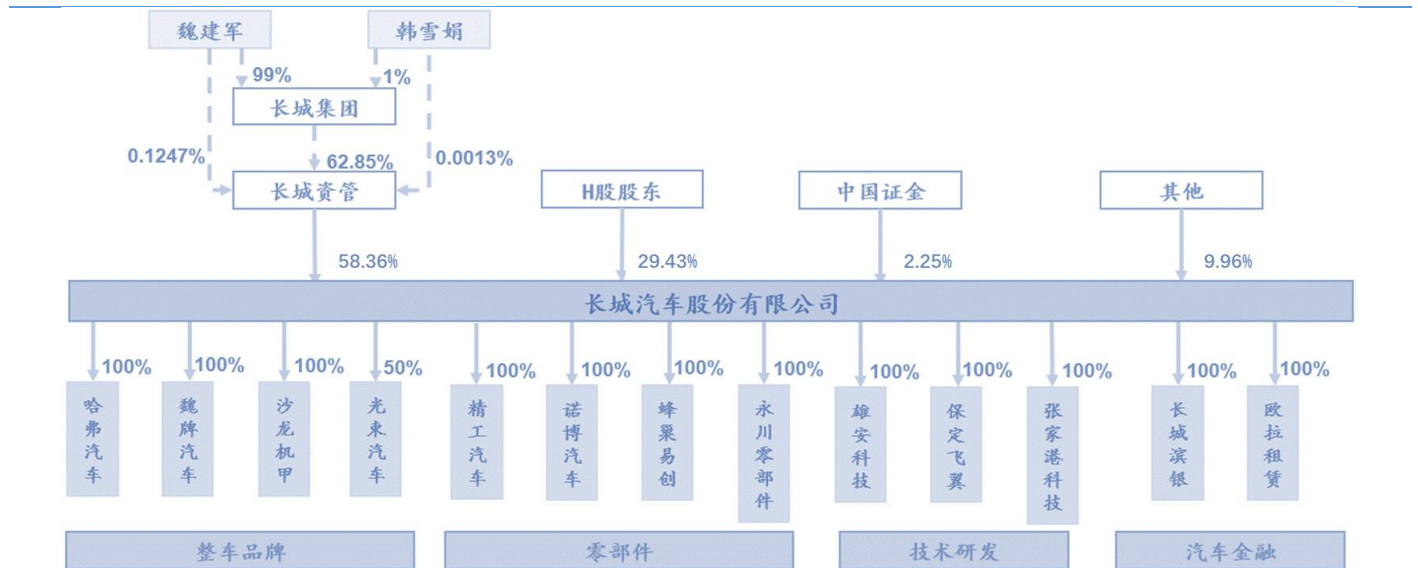 魏建军
韩雪娟
99%
1%
长城集团
0.1247%
62.85%
0.0013%
长城资管
H股股东
中国证金
其他
58.36%
29.43%
2.25%
9.96%
长城汽车股份有限公司
100%
100%
100%
50%
100%
100%
100%
100%
100%
100%
100%
100%
100%
哈弗汽车
魏牌汽车
沙龙机甲
光束汽车
精工汽车
诺博汽车
蜂巢易创
永川零部件
雄安科技
保定飞翼
张家港科技
长城滨银
欧拉租赁
整车品牌
零部件
技术研发
汽车金融